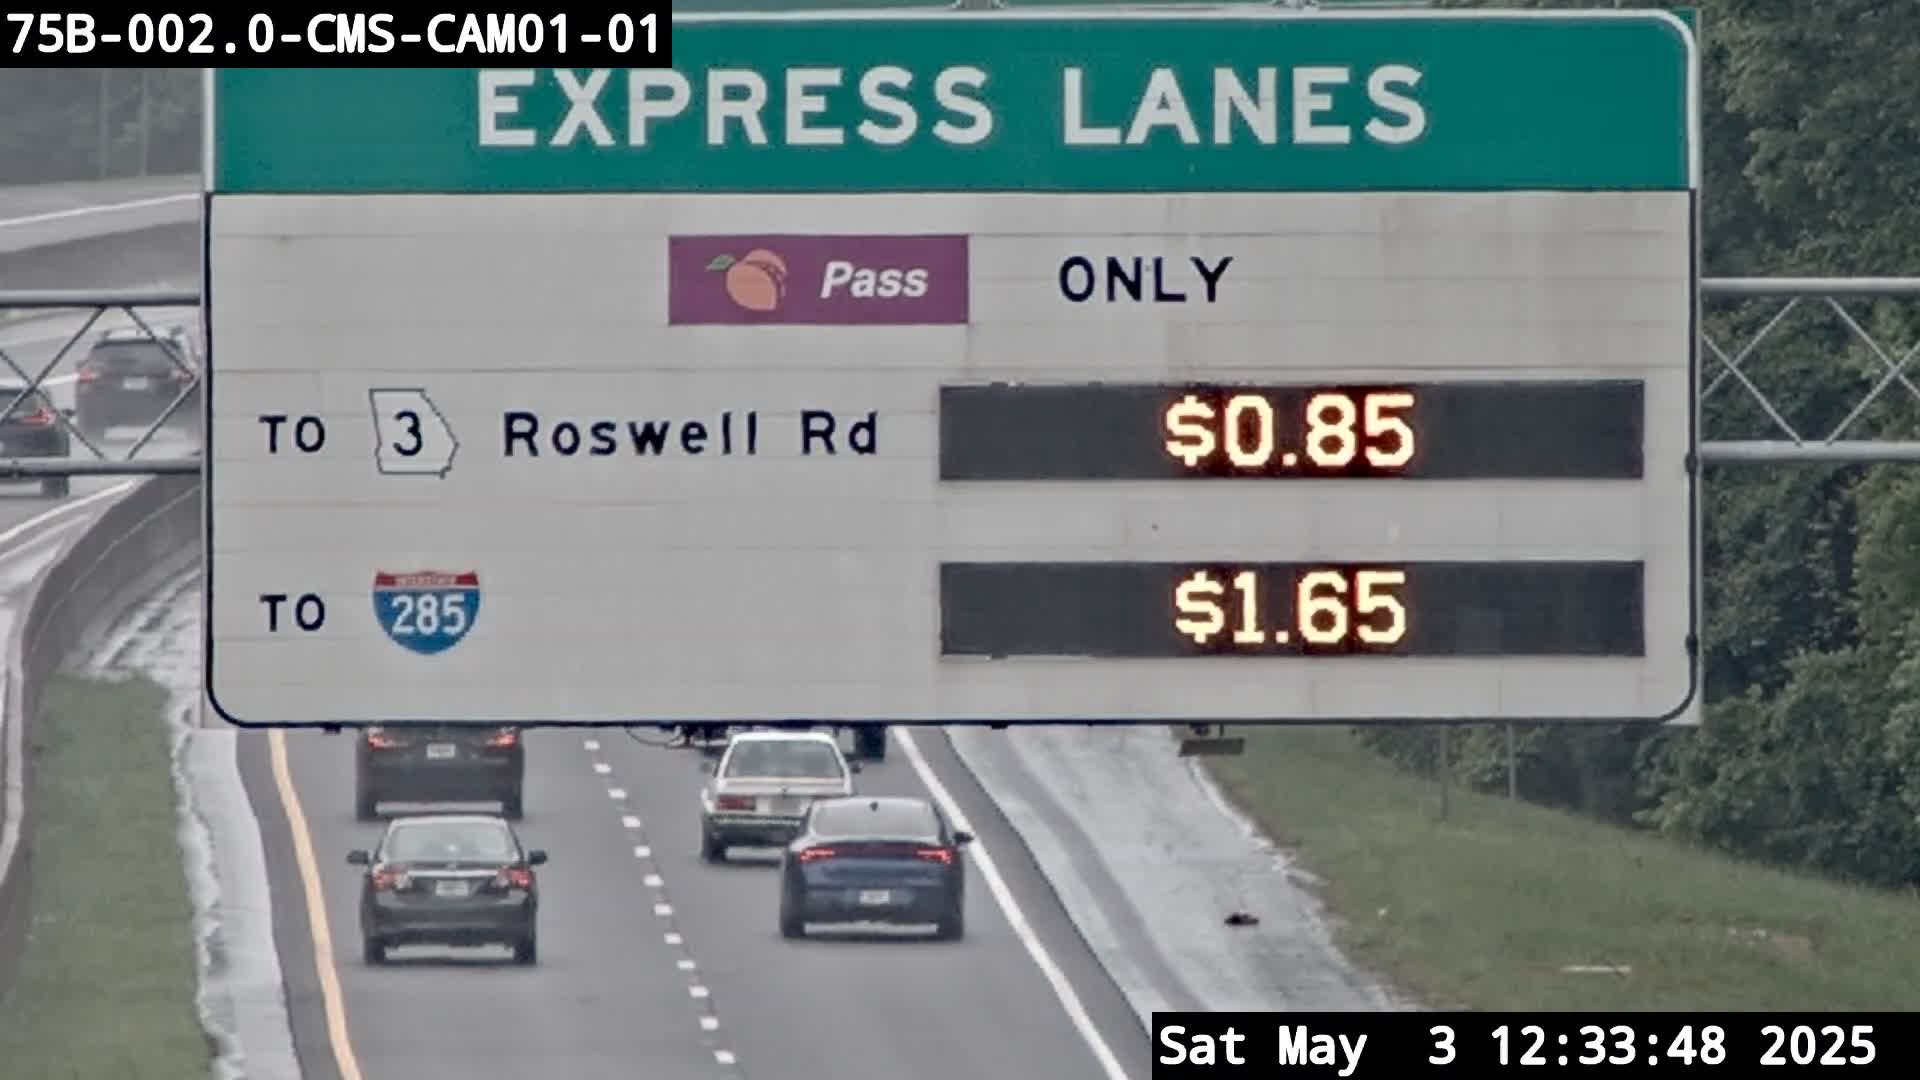 75B-002.0-CMS-CAM01-01
EXPRESS LANES
Pass ONLY
TO 3 Roswell Rd $0.85
TO INTERSTATE 285 $1.65
Sat May 3 12:33:48 2025